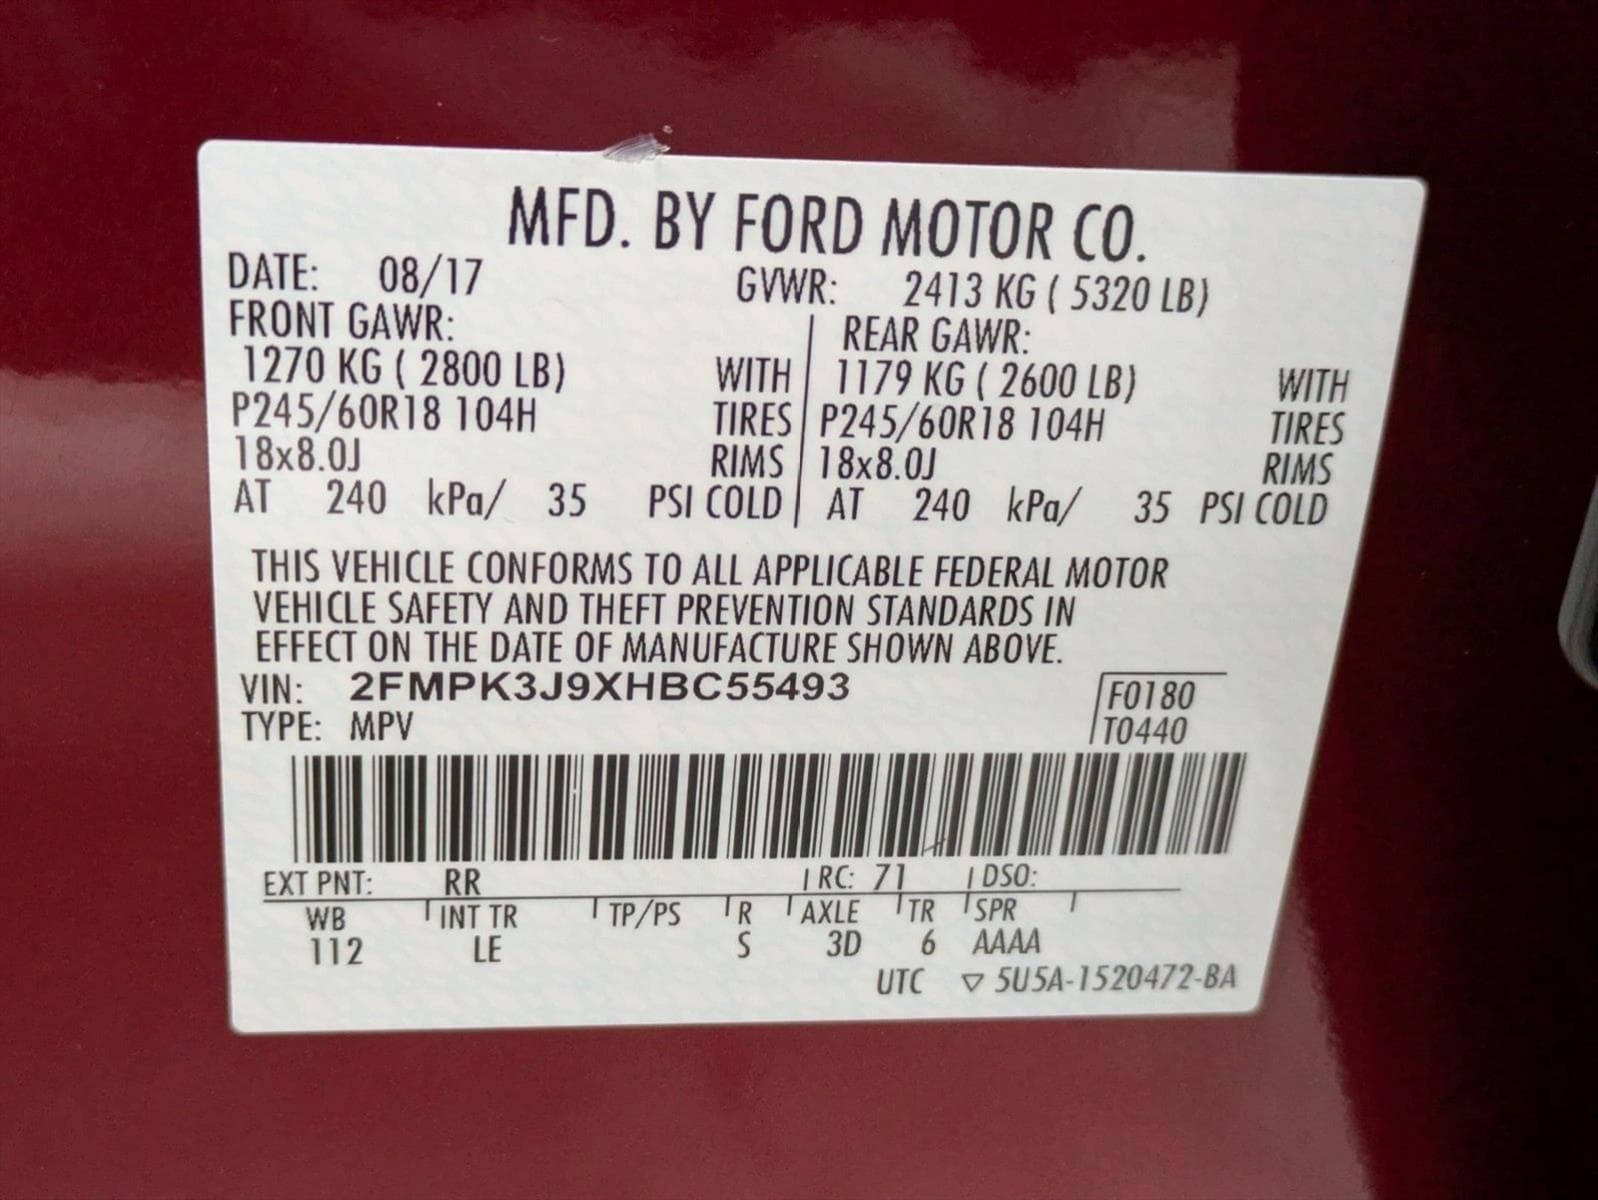 MFD. BY FORD MOTOR CO.
DATE: 08/17 GVWR: 2413 KG ( 5320 LB)
FRONT GAWR: REAR GAWR:
1270 KG ( 2800 LB) WITH 1179 KG ( 2600 LB) WITH
P245/60R18 104H TIRES P245/60R18 104H TIRES
18x8.0J RIMS 18x8.0J RIMS
AT 240 kPa/ 35 PSI COLD AT 240 kPa/ 35 PSI COLD
THIS VEHICLE CONFORMS TO ALL APPLICABLE FEDERAL MOTOR
VEHICLE SAFETY AND THEFT PREVENTION STANDARDS IN
EFFECT ON THE DATE OF MANUFACTURE SHOWN ABOVE.
VIN: 2FMPK3J9XHBC55493 F0180
TYPE: MPV T0440
EXT PNT: RR RC: 71 DSO:
WB INT TR TP/PS R AXLE TR SPR
112 LE S 3D 6 AAAA
UTC ▽ 5U5A-1520472-BA